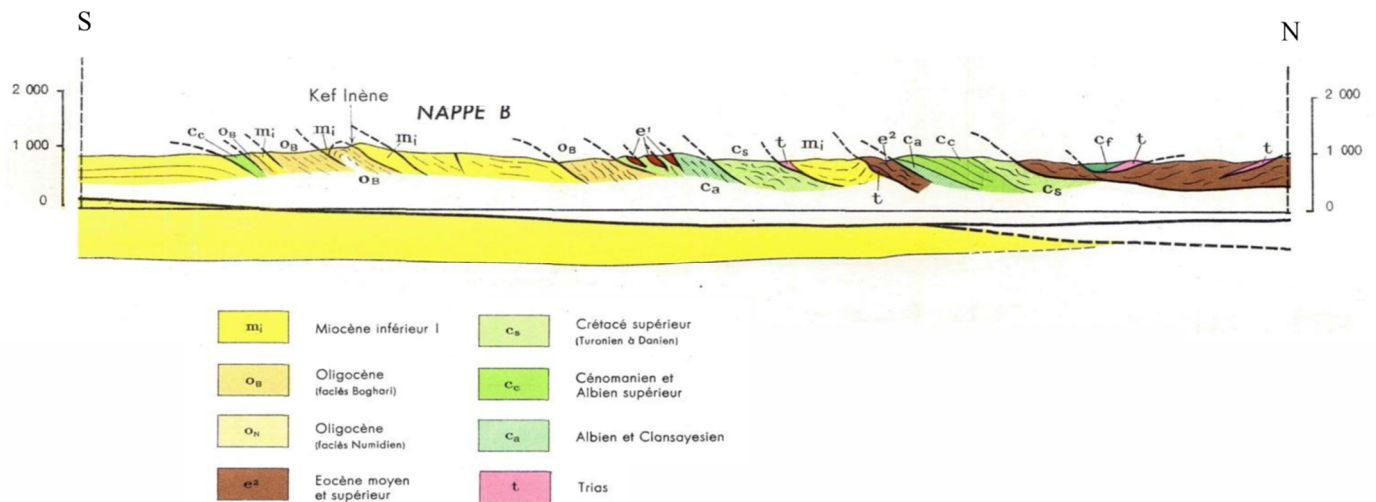 S
N
2 000
2 000
Kef Inène
NAPPE B
cc oB mi oB mi mi oB e¹ cs t mi e² ca cc cf t t
1 000
1 000
oB ca t cs
0
0
mi Miocène inférieur I
cs Crétacé supérieur
(Turonien à Danien)
oB Oligocène
(faciès Boghari)
cc Cénomanien et
Albien supérieur
oN Oligocène
(faciès Numidien)
ca Albien et Clansayesien
e² Eocène moyen
et supérieur
t Trias